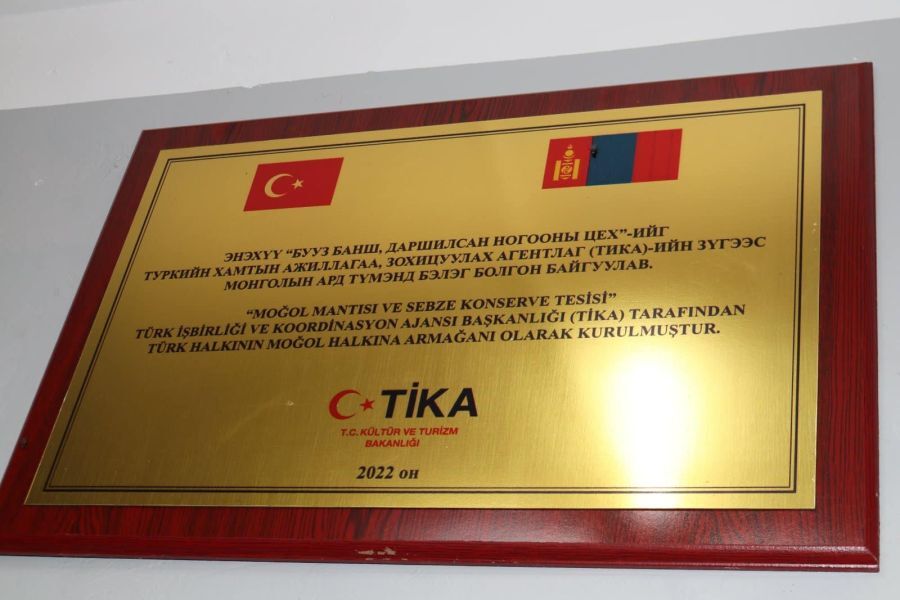 ЭНЭХҮҮ “БУУЗ БАНШ, ДАРШИЛСАН НОГООНЫ ЦЕХ”-ИЙГ
ТУРКИЙН ХАМТЫН АЖИЛЛАГАА, ЗОХИЦУУЛАХ АГЕНТЛАГ (ТИКА)-ИЙН ЗҮГЭЭС
МОНГОЛЫН АРД ТҮМЭНД БЭЛЭГ БОЛГОН БАЙГУУЛАВ.
“MOĞOL MANTISI VE SEBZE KONSERVE TESİSİ”
TÜRK İŞBİRLİĞİ VE KOORDİNASYON AJANSI BAŞKANLIĞI (TİKA) TARAFINDAN
TÜRK HALKININ MOĞOL HALKINA ARMAĞANI OLARAK KURULMUŞTUR.
TİKA
T.C. KÜLTÜR VE TURİZM
BAKANLIĞI
2022 он